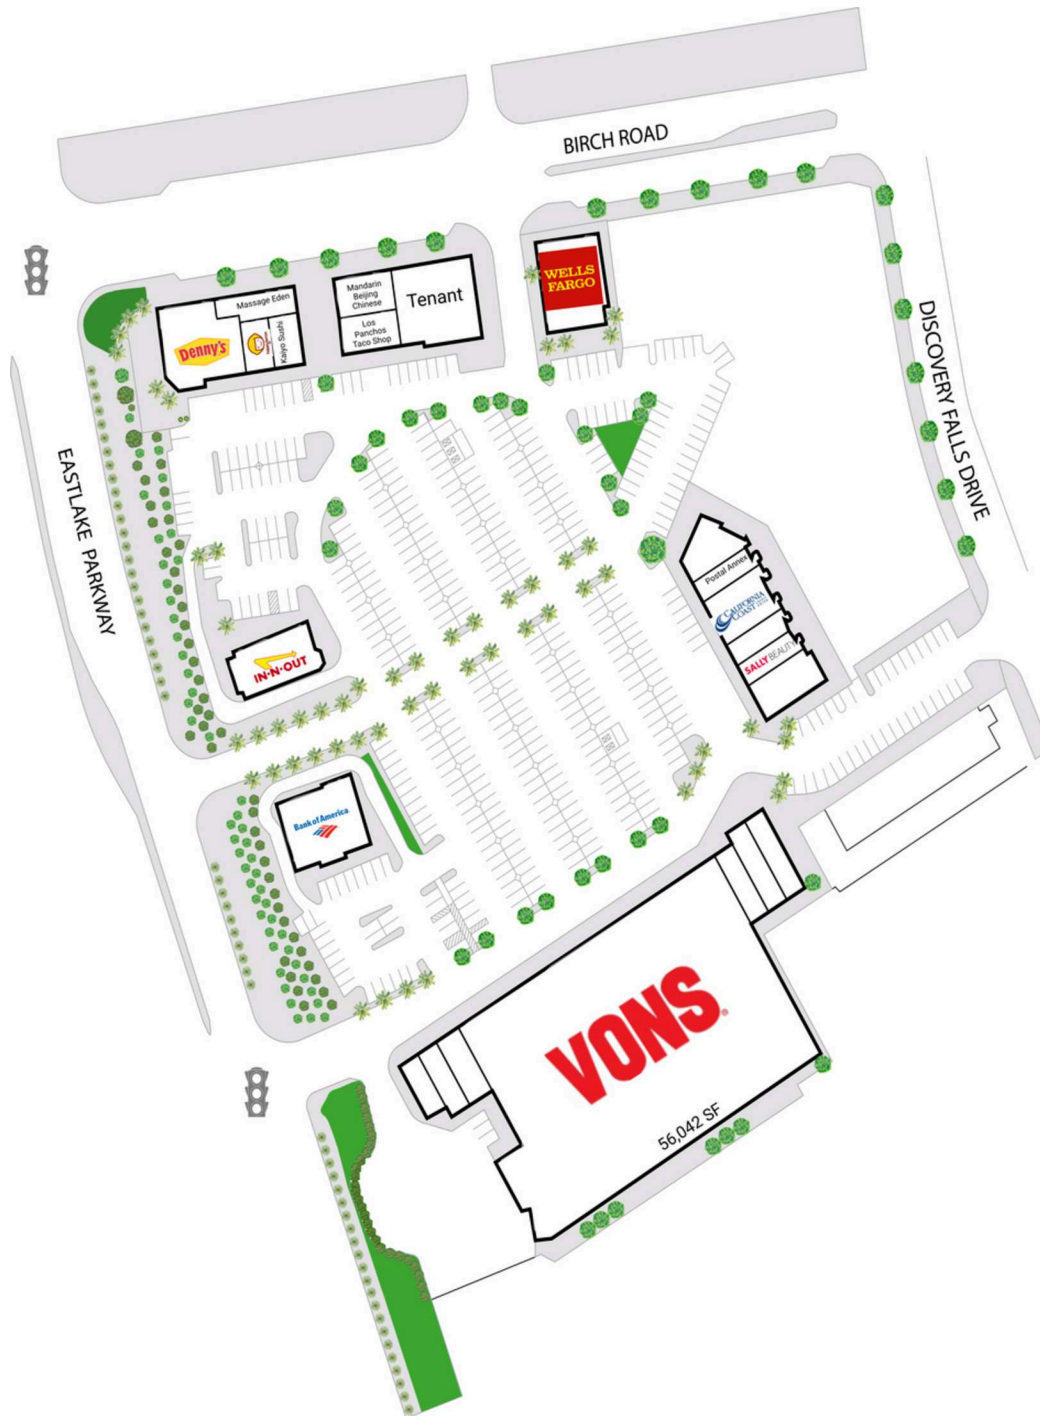 BIRCH ROAD
WELLS
FARGO
Massage Eden
Mandarin
Beijing
Chinese
Tenant
Denny's
Kaiyo Sushi
Los
Panchos
Taco Shop
DISCOVERY FALLS DRIVE
EASTLAKE PARKWAY
Postal Annex
CALIFORNIA
COAST
SALLY BEAUTY
IN-N-OUT
Bank of America
VONS
56,042 SF